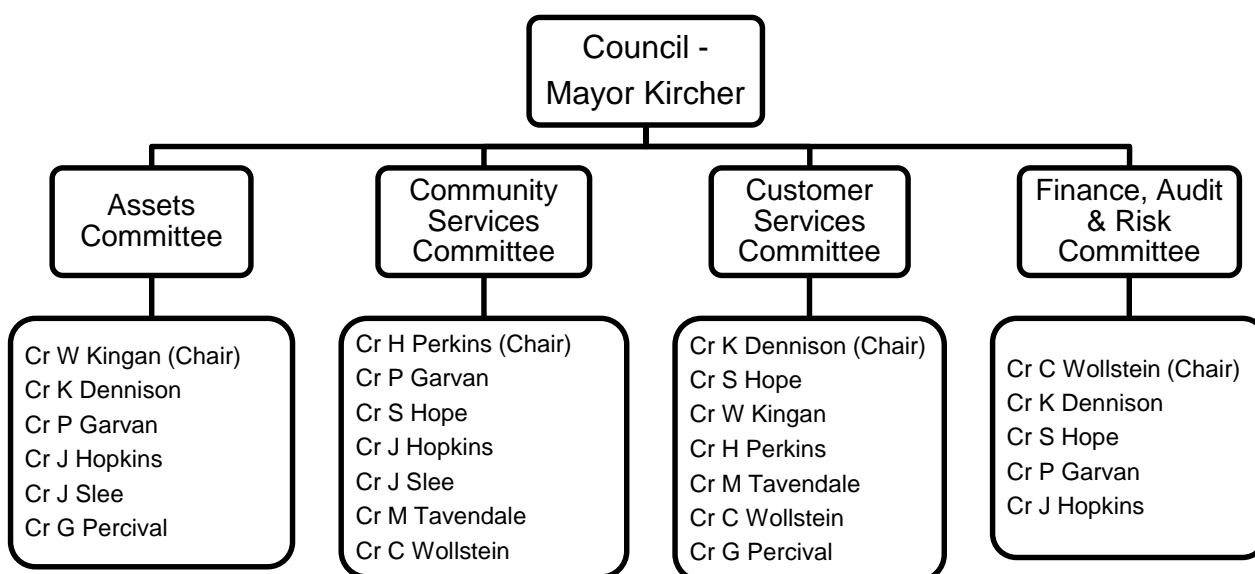 Council -
Mayor Kircher
Assets
Committee
Community
Services
Committee
Customer
Services
Committee
Finance, Audit
& Risk
Committee
Cr W Kingan (Chair)
Cr K Dennison
Cr P Garvan
Cr J Hopkins
Cr J Slee
Cr G Percival
Cr H Perkins (Chair)
Cr P Garvan
Cr S Hope
Cr J Hopkins
Cr J Slee
Cr M Tavendale
Cr C Wollstein
Cr K Dennison (Chair)
Cr S Hope
Cr W Kingan
Cr H Perkins
Cr M Tavendale
Cr C Wollstein
Cr G Percival
Cr C Wollstein (Chair)
Cr K Dennison
Cr S Hope
Cr P Garvan
Cr J Hopkins